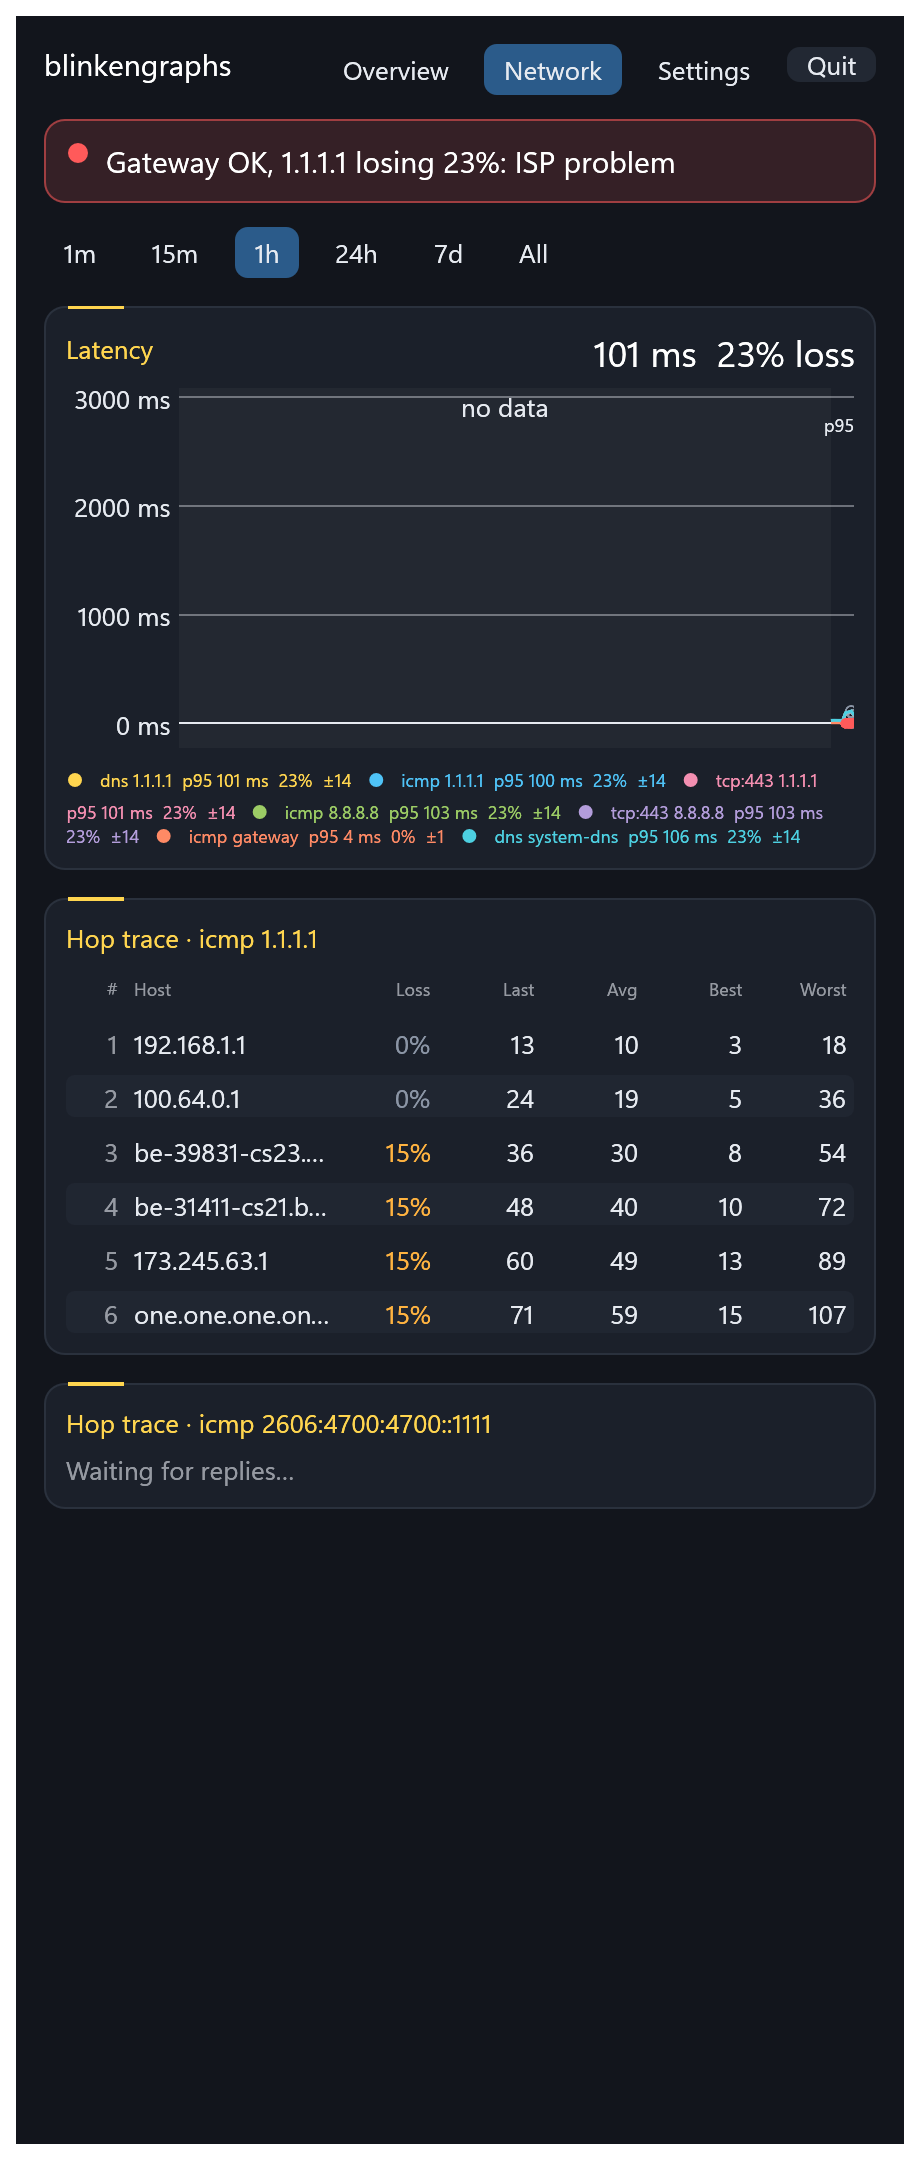 blinkengraphs Overview Network Settings Quit
Gateway OK, 1.1.1.1 losing 23%: ISP problem
1m 15m 1h 24h 7d All
Latency 101 ms 23% loss
3000 ms
no data
p95
2000 ms
1000 ms
0 ms
dns 1.1.1.1 p95 101 ms 23% ±14 icmp 1.1.1.1 p95 100 ms 23% ±14 tcp:443 1.1.1.1
p95 101 ms 23% ±14 icmp 8.8.8.8 p95 103 ms 23% ±14 tcp:443 8.8.8.8 p95 103 ms
23% ±14 icmp gateway p95 4 ms 0% ±1 dns system-dns p95 106 ms 23% ±14
Hop trace · icmp 1.1.1.1
# Host Loss Last Avg Best Worst
1 192.168.1.1 0% 13 10 3 18
2 100.64.0.1 0% 24 19 5 36
3 be-39831-cs23.... 15% 36 30 8 54
4 be-31411-cs21.b... 15% 48 40 10 72
5 173.245.63.1 15% 60 49 13 89
6 one.one.one.on... 15% 71 59 15 107
Hop trace · icmp 2606:4700:4700::1111
Waiting for replies...